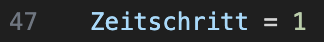 47 Zeitschritt = 1